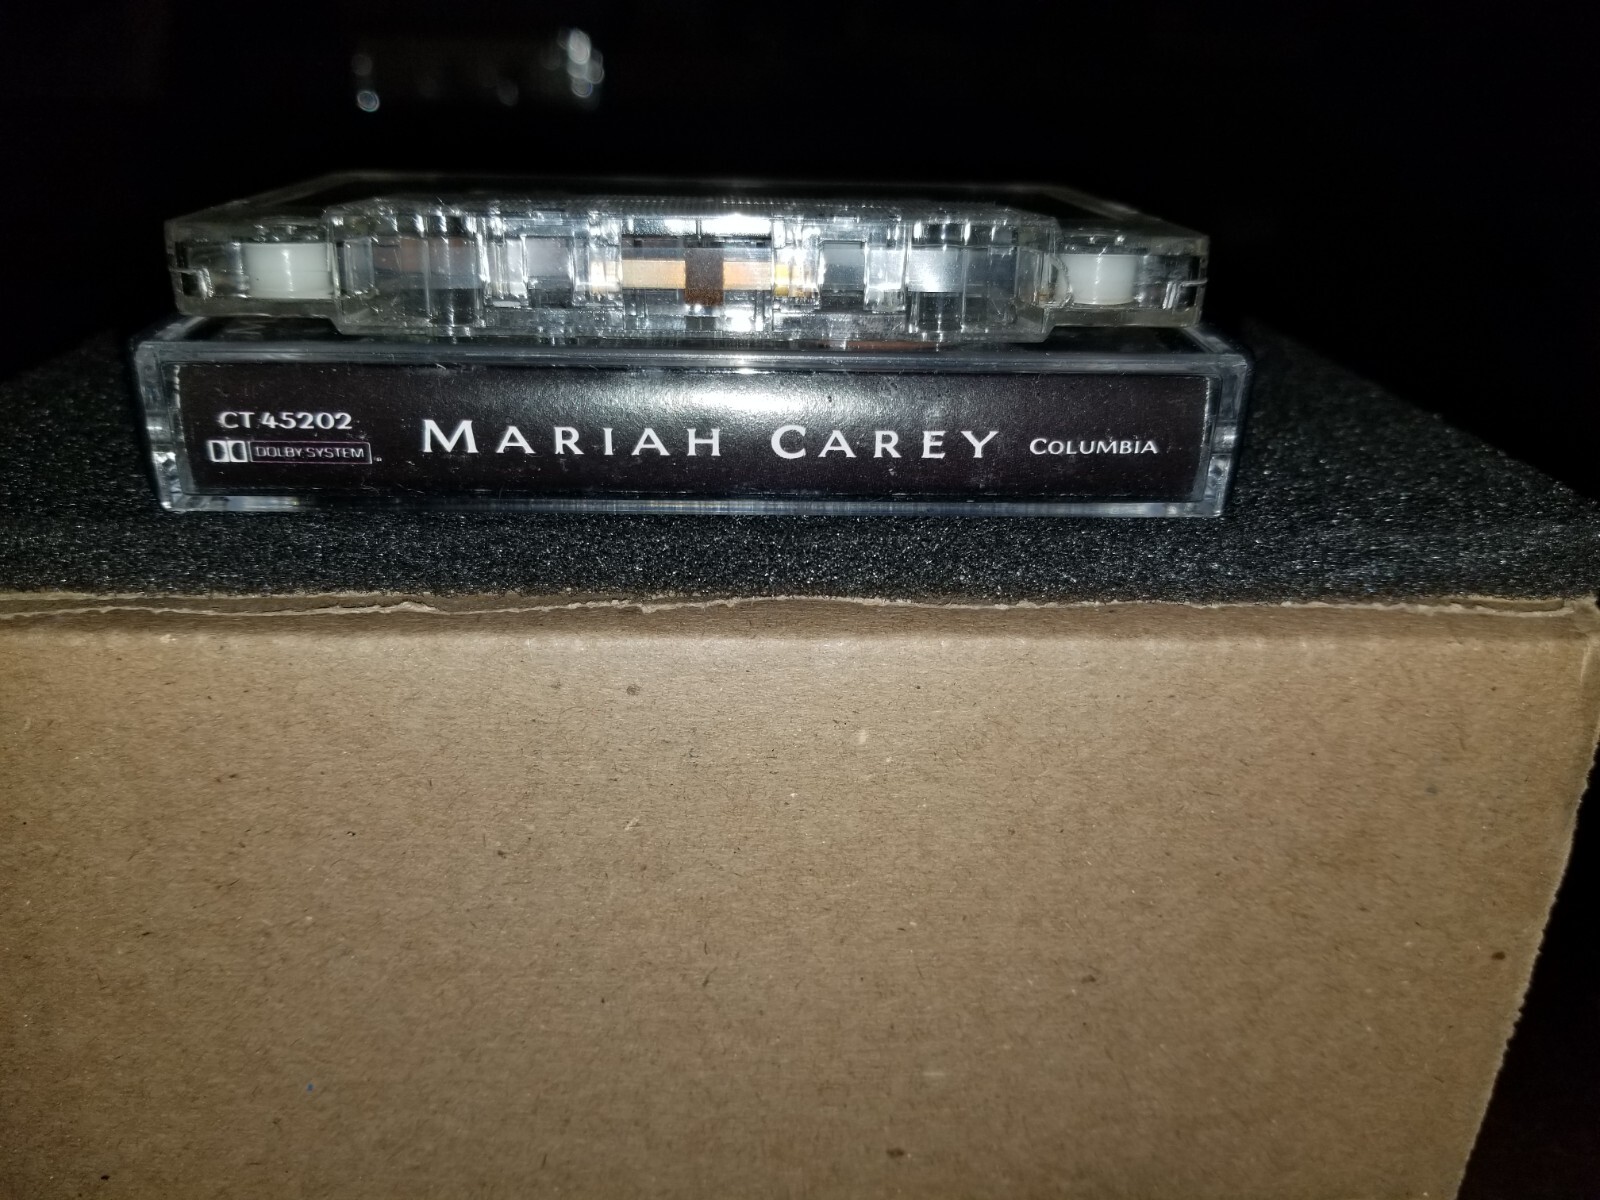 CT 45202
DOLBY SYSTEM
MARIAH CAREY
COLUMBIA